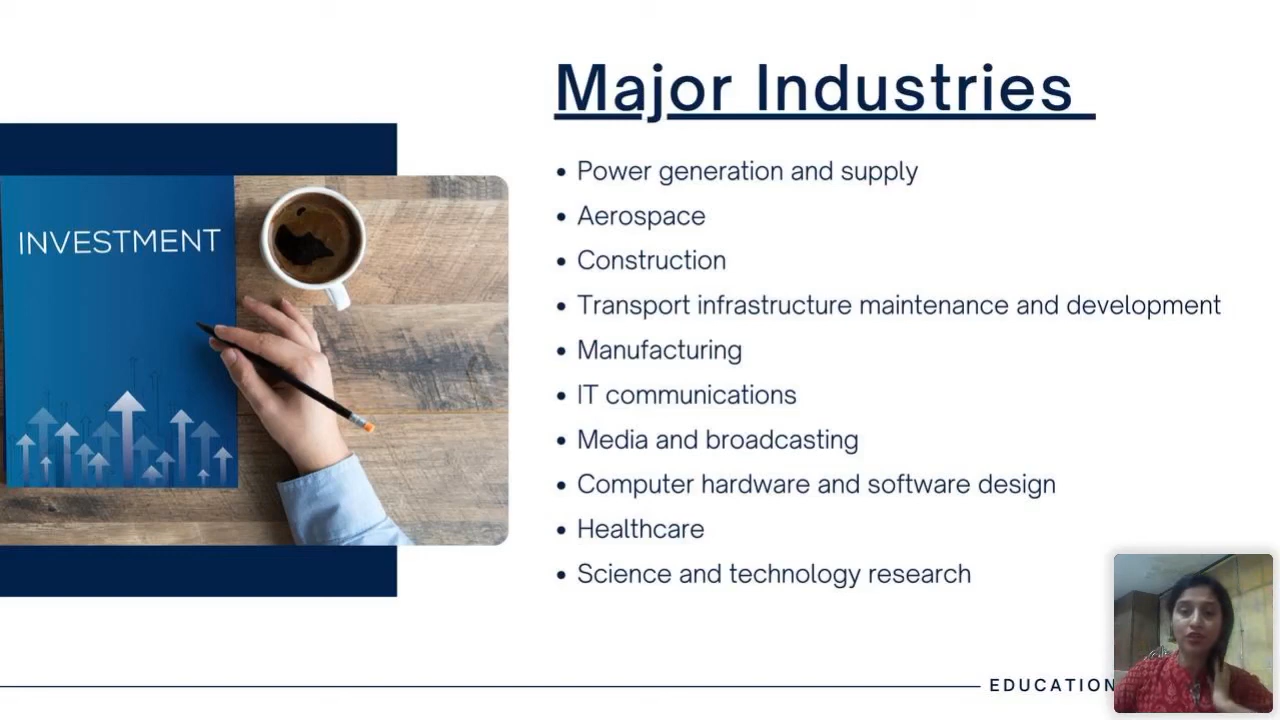 Major Industries
INVESTMENT
• Power generation and supply
• Aerospace
• Construction
• Transport infrastructure maintenance and development
• Manufacturing
• IT communications
• Media and broadcasting
• Computer hardware and software design
• Healthcare
• Science and technology research
EDUCATION